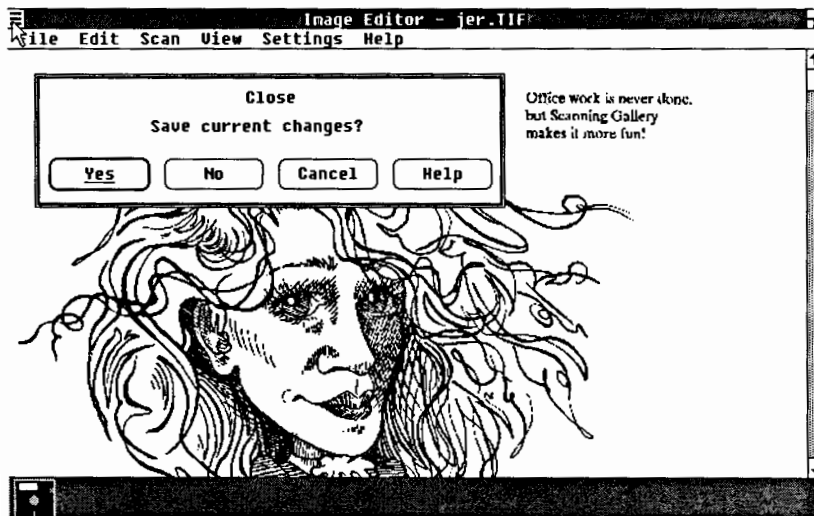 Image Editor - jer.TIF
File Edit Scan View Settings Help
Close
Save current changes?
Yes No Cancel Help
Office work is never done,
but Scanning Gallery
makes it more fun!